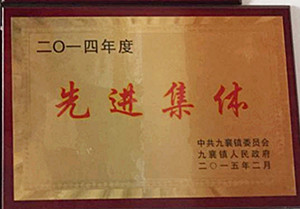 二〇一四年度
先进集体
中共九襄镇委员会
九襄镇人民政府
二〇一五年二月